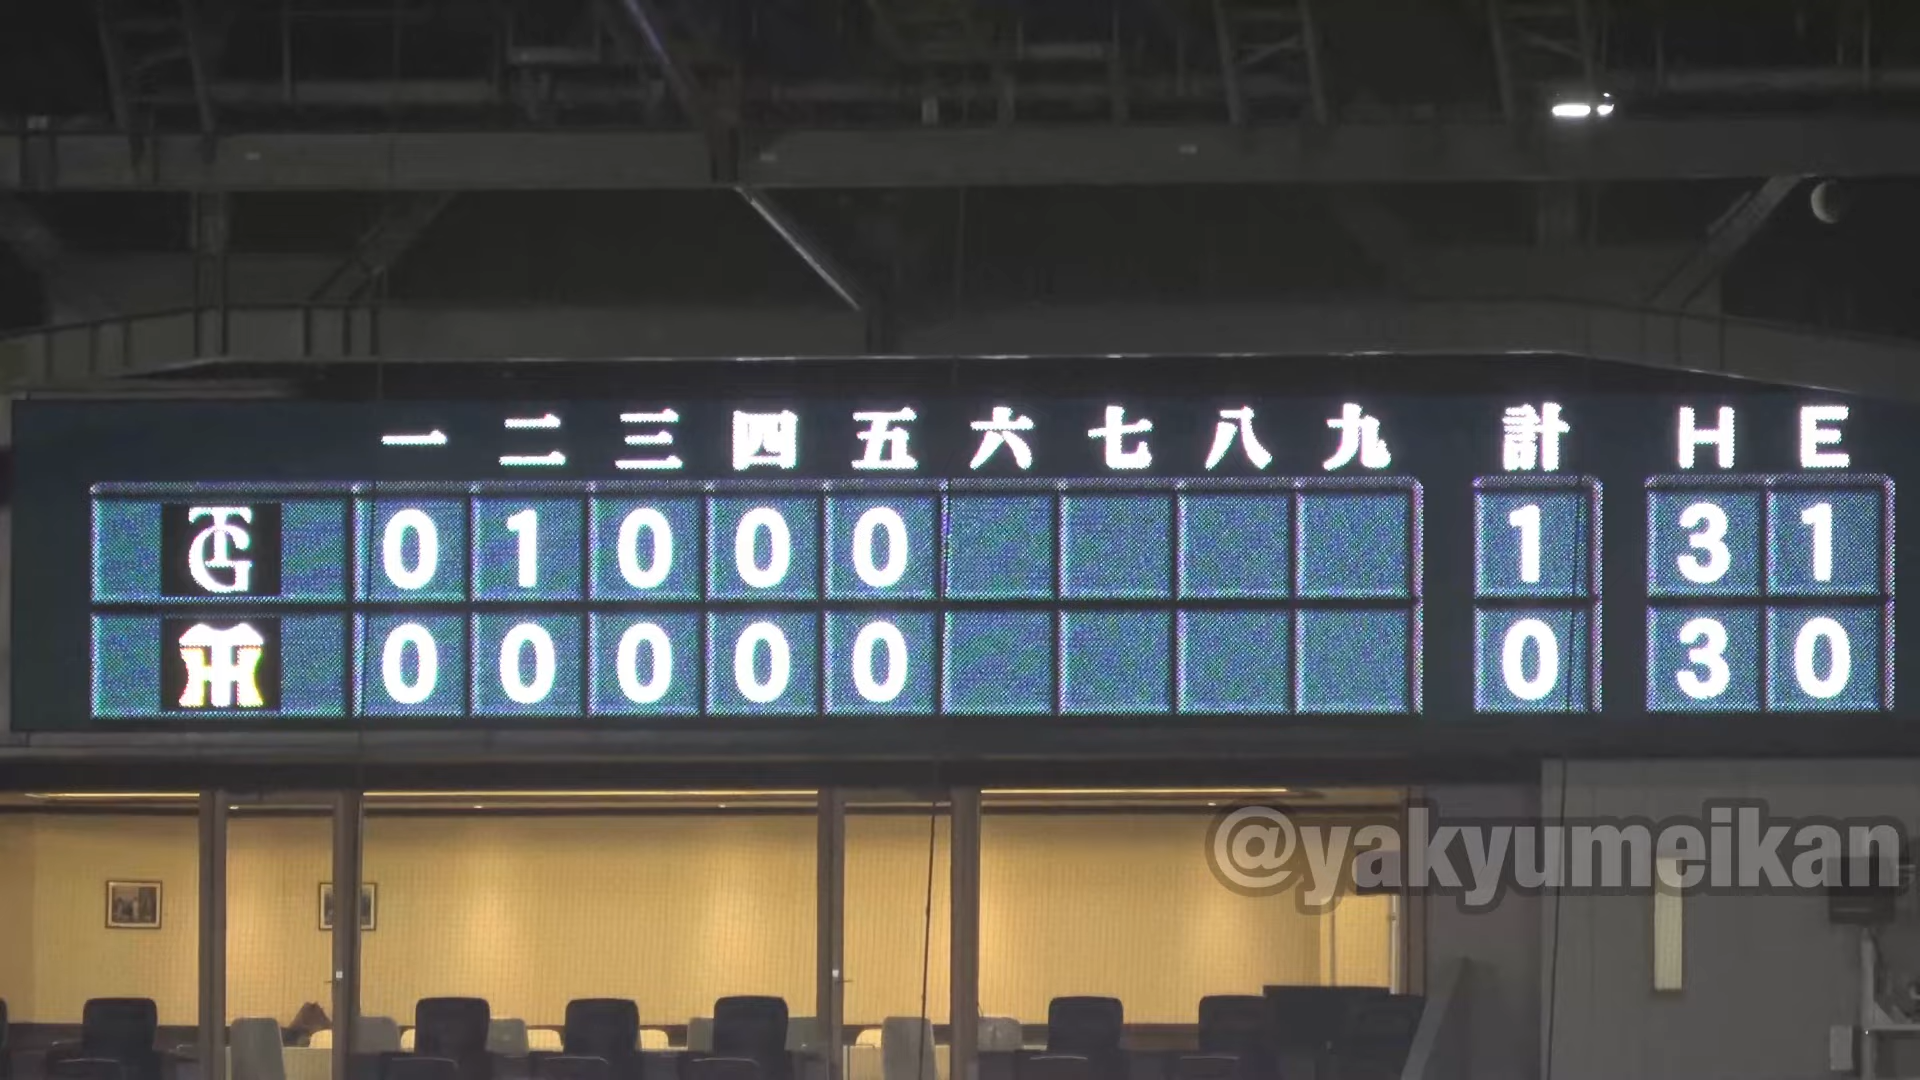 一 二 三 四 五 六 七 八 九 計 H E
TG 0 1 0 0 0 1 3 1
HT 0 0 0 0 0 0 3 0
@yakyumeikan